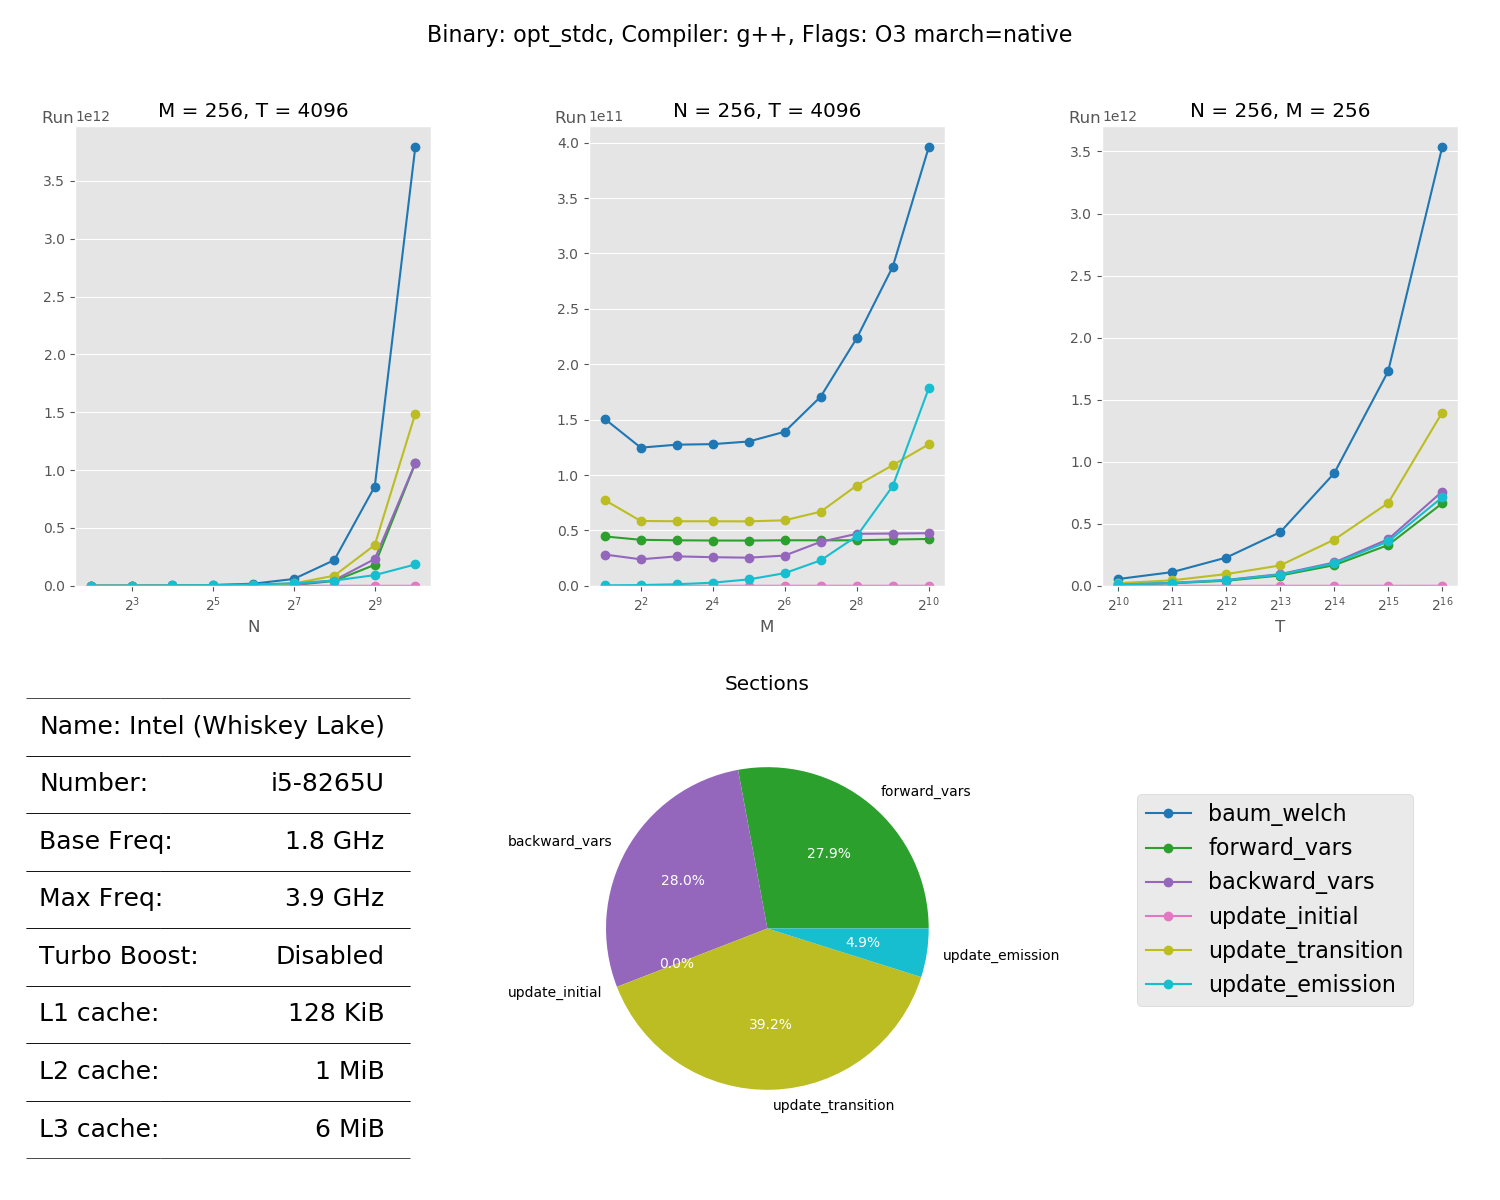 Binary: opt_stdc, Compiler: g++, Flags: O3 march=native
M = 256, T = 4096
Run 1e12
3.5
3.0
2.5
2.0
1.5
1.0
0.5
0.0
2^3 2^5 2^7 2^9
N
N = 256, T = 4096
Run 1e11
4.0
3.5
3.0
2.5
2.0
1.5
1.0
0.5
0.0
2^2 2^4 2^6 2^8 2^10
M
N = 256, M = 256
Run 1e12
3.5
3.0
2.5
2.0
1.5
1.0
0.5
0.0
2^10 2^11 2^12 2^13 2^14 2^15 2^16
T
Name: Intel (Whiskey Lake)
Number: i5-8265U
Base Freq: 1.8 GHz
Max Freq: 3.9 GHz
Turbo Boost: Disabled
L1 cache: 128 KiB
L2 cache: 1 MiB
L3 cache: 6 MiB
Sections
forward_vars
27.9%
backward_vars
28.0%
update_initial
0.0%
update_transition
39.2%
update_emission
4.9%
baum_welch
forward_vars
backward_vars
update_initial
update_transition
update_emission